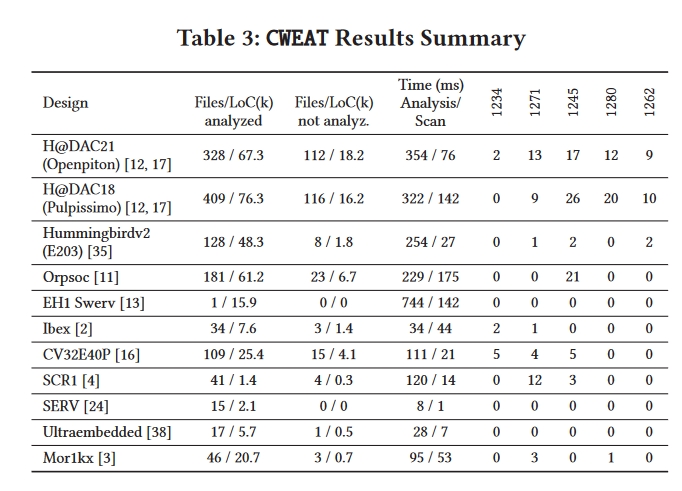 Table 3: CWEAT Results Summary
Design Files/LoC(k) analyzed Files/LoC(k) not analyz. Time (ms) Analysis/ Scan 1234 1271 1245 1280 1262
H@DAC21 (Openpiton) [12, 17] 328 / 67.3 112 / 18.2 354 / 76 2 13 17 12 9
H@DAC18 (Pulpissimo) [12, 17] 409 / 76.3 116 / 16.2 322 / 142 0 9 26 20 10
Hummingbirdv2 (E203) [35] 128 / 48.3 8 / 1.8 254 / 27 0 1 2 0 2
Orpsoc [11] 181 / 61.2 23 / 6.7 229 / 175 0 0 21 0 0
EH1 Swerv [13] 1 / 15.9 0 / 0 744 / 142 0 0 0 0 0
Ibex [2] 34 / 7.6 3 / 1.4 34 / 44 2 1 0 0 0
CV32E40P [16] 109 / 25.4 15 / 4.1 111 / 21 5 4 5 0 0
SCR1 [4] 41 / 1.4 4 / 0.3 120 / 14 0 12 3 0 0
SERV [24] 15 / 2.1 0 / 0 8 / 1 0 0 0 0 0
Ultraembedded [38] 17 / 5.7 1 / 0.5 28 / 7 0 0 0 0 0
Mor1kx [3] 46 / 20.7 3 / 0.7 95 / 53 0 3 0 1 0